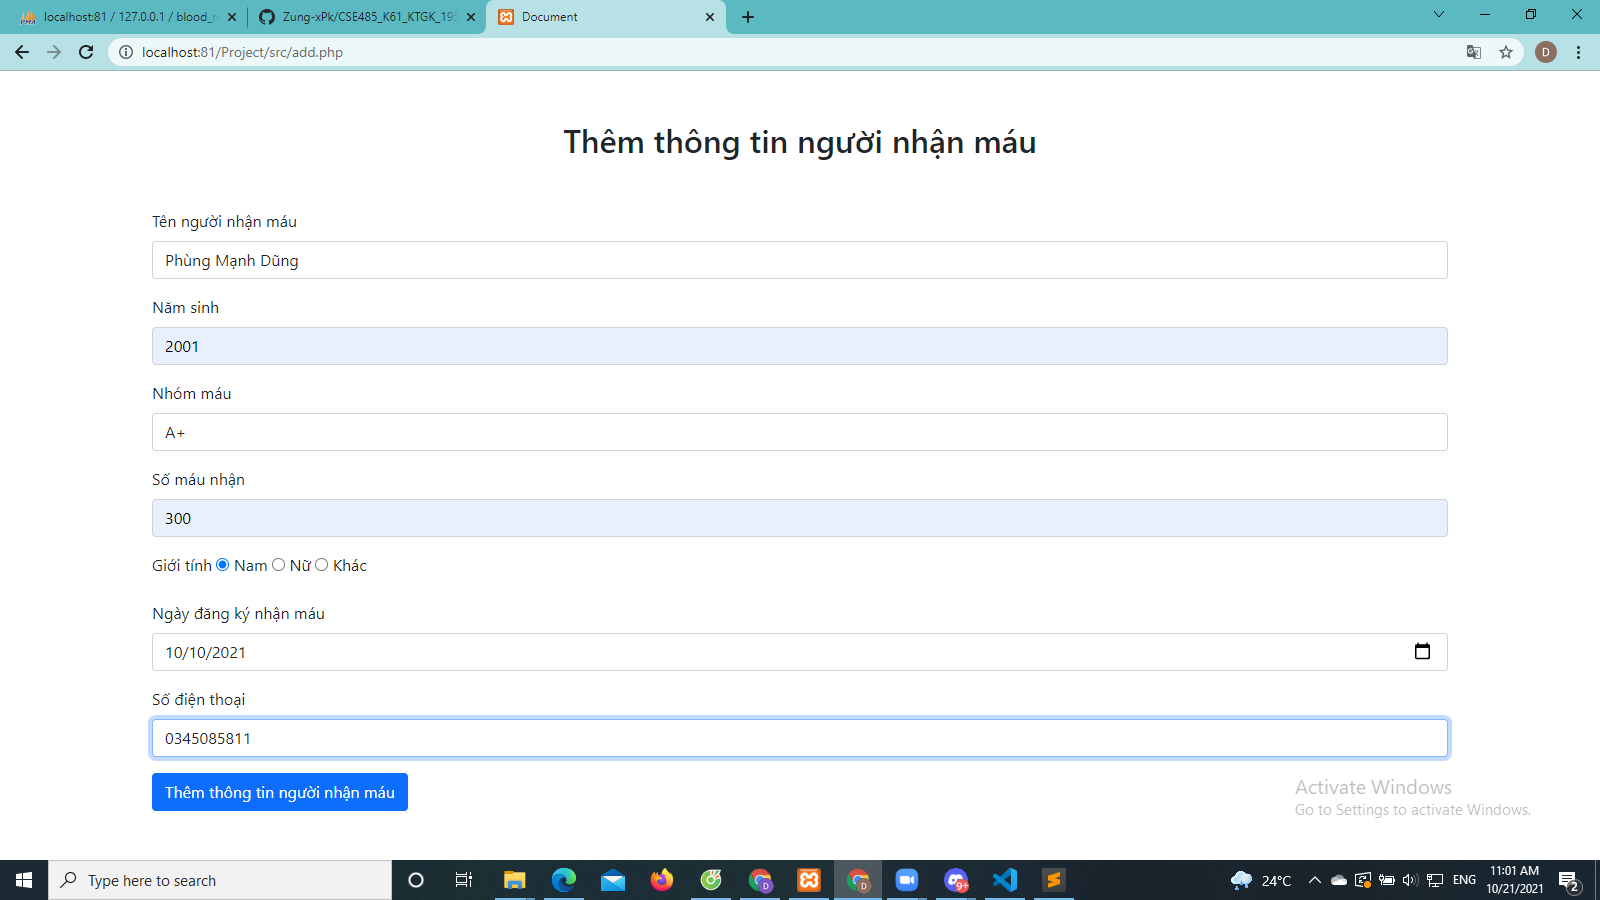 localhost:81 / 127.0.0.1 / blood_r
Zung-xPk/CSE485_K61_KTGK_195
Document
localhost:81/Project/src/add.php
D
Thêm thông tin người nhận máu
Tên người nhận máu
Phùng Mạnh Dũng
Năm sinh
2001
Nhóm máu
A+
Số máu nhận
300
Giới tính Nam Nữ Khác
Ngày đăng ký nhận máu
10/10/2021
Số điện thoại
0345085811
Thêm thông tin người nhận máu
Activate Windows
Go to Settings to activate Windows.
Type here to search
D
D
9+
24°C
ENG
11:01 AM
10/21/2021
2